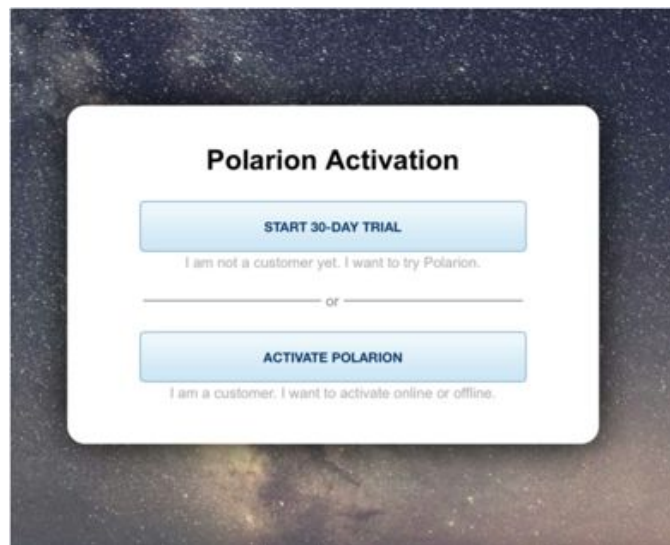 Polarion Activation
START 30-DAY TRIAL
I am not a customer yet. I want to try Polarion.
or
ACTIVATE POLARION
I am a customer. I want to activate online or offline.